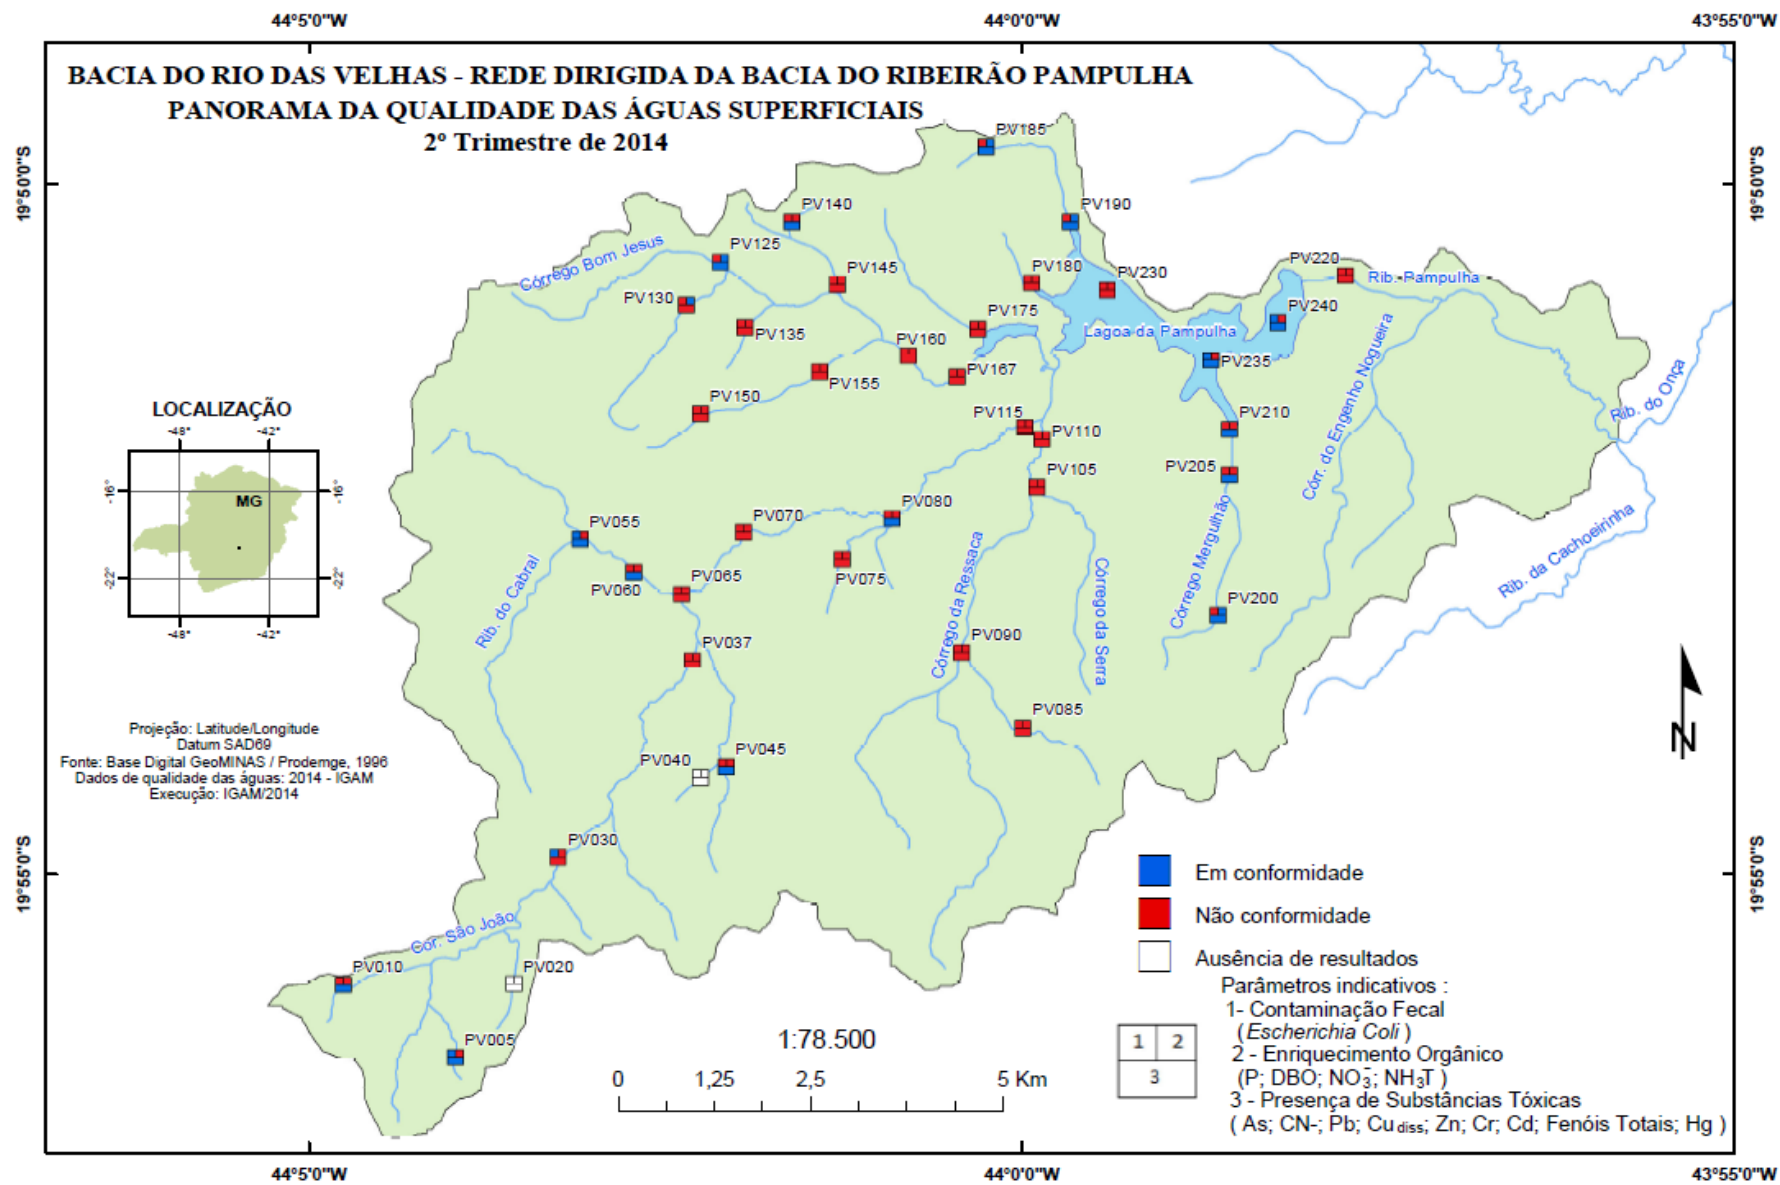 44°5'0"W
44°0'0"W
43°55'0"W
BACIA DO RIO DAS VELHAS - REDE DIRIGIDA DA BACIA DO RIBEIRÃO PAMPULHA
PANORAMA DA QUALIDADE DAS ÁGUAS SUPERFICIAIS
2º Trimestre de 2014
19°50'0"S
19°50'0"S
PV185
PV140
PV190
PV125
Córrego Bom Jesus
PV145
PV180
PV230
PV220
Rib. Pampulha
PV130
PV175
PV240
PV135
Lagoa da Pampulha
PV160
PV235
PV155
PV167
Córr. do Engenho Nogueira
Rib. do Onça
PV150
PV115
PV110
PV210
PV105
PV205
LOCALIZAÇÃO
-48°
-42°
-16°
-16°
MG
-22°
-22°
-48°
-42°
PV080
PV070
PV055
PV075
PV065
PV060
Rib. do Cabral
Córrego da Ressaca
Córrego da Serra
Córrego Mergulhão
Rib. da Cachoeirinha
PV200
PV037
PV090
PV085
PV045
PV040
N
Projeção: Latitude/Longitude
Datum SAD69
Fonte: Base Digital GeoMINAS / Prodemge, 1996
Dados de qualidade das águas: 2014 - IGAM
Execução: IGAM/2014
PV030
19°55'0"S
19°55'0"S
Cor. São João
PV010
PV020
PV005
Em conformidade
Não conformidade
Ausência de resultados
Parâmetros indicativos :
1- Contaminação Fecal
(Escherichia Coli )
2 - Enriquecimento Orgânico
(P; DBO; NO3-; NH3T )
3 - Presença de Substâncias Tóxicas
( As; CN-; Pb; Cu diss; Zn; Cr; Cd; Fenóis Totais; Hg )
1 2
3
1:78.500
0 1,25 2,5 5 Km
44°5'0"W
44°0'0"W
43°55'0"W